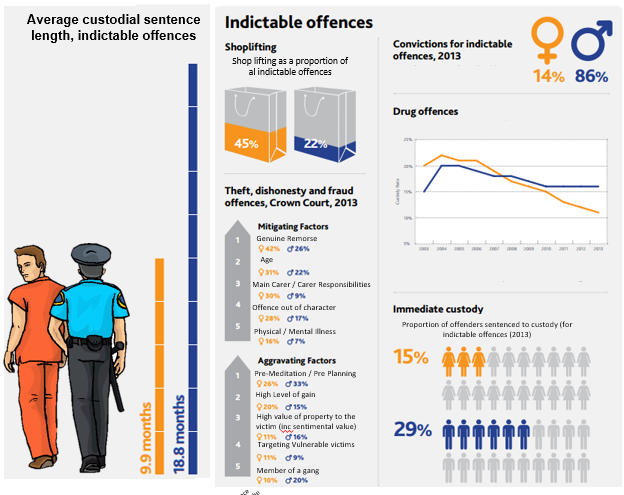 Average custodial sentence
length, indictable offences
9.9 months
18.8 months
Indictable offences
Shoplifting
Shop lifting as a proportion of
al indictable offences
45%
22%
Theft, dishonesty and fraud
offences, Crown Court, 2013
Mitigating Factors
1 Genuine Remorse
♀42% ♂26%
2 Age
♀31% ♂22%
3 Main Carer / Carer Responsibilities
♀30% ♂9%
4 Offence out of character
♀28% ♂17%
5 Physical / Mental Illness
♀16% ♂7%
Aggravating Factors
1 Pre-Meditation / Pre Planning
♀26% ♂33%
2 High Level of gain
♀20% ♂15%
3 High value of property to the
victim (inc sentimental value)
♀11% ♂16%
4 Targeting Vulnerable victims
♀11% ♂9%
5 Member of a gang
♀10% ♂20%
Convictions for indictable
offences, 2013
14% 86%
Drug offences
Custody Rate
25%
20%
15%
10%
5%
2003 2004 2005 2006 2007 2008 2009 2010 2011 2012 2013
Immediate custody
Proportion of offenders sentenced to custody (for
indictable offences (2013)
15%
29%